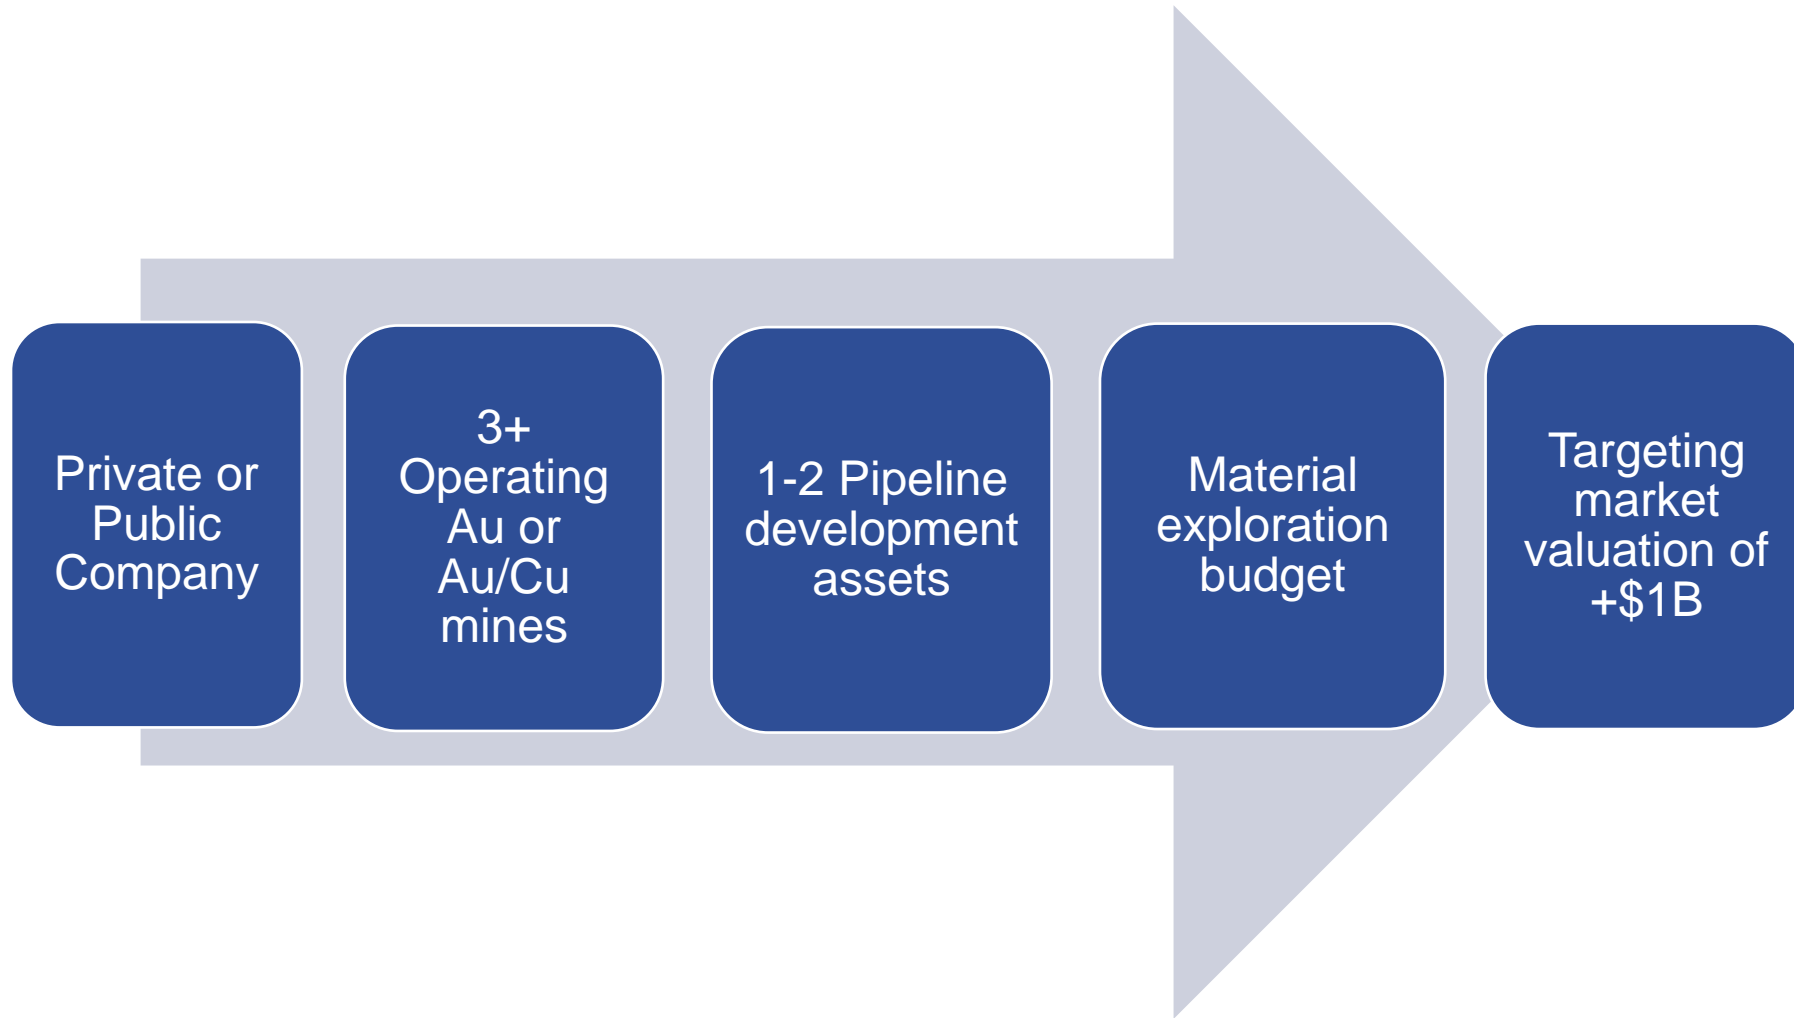 Private or
Public
Company
3+
Operating
Au or
Au/Cu
mines
1-2 Pipeline
development
assets
Material
exploration
budget
Targeting
market
valuation of
+$1B